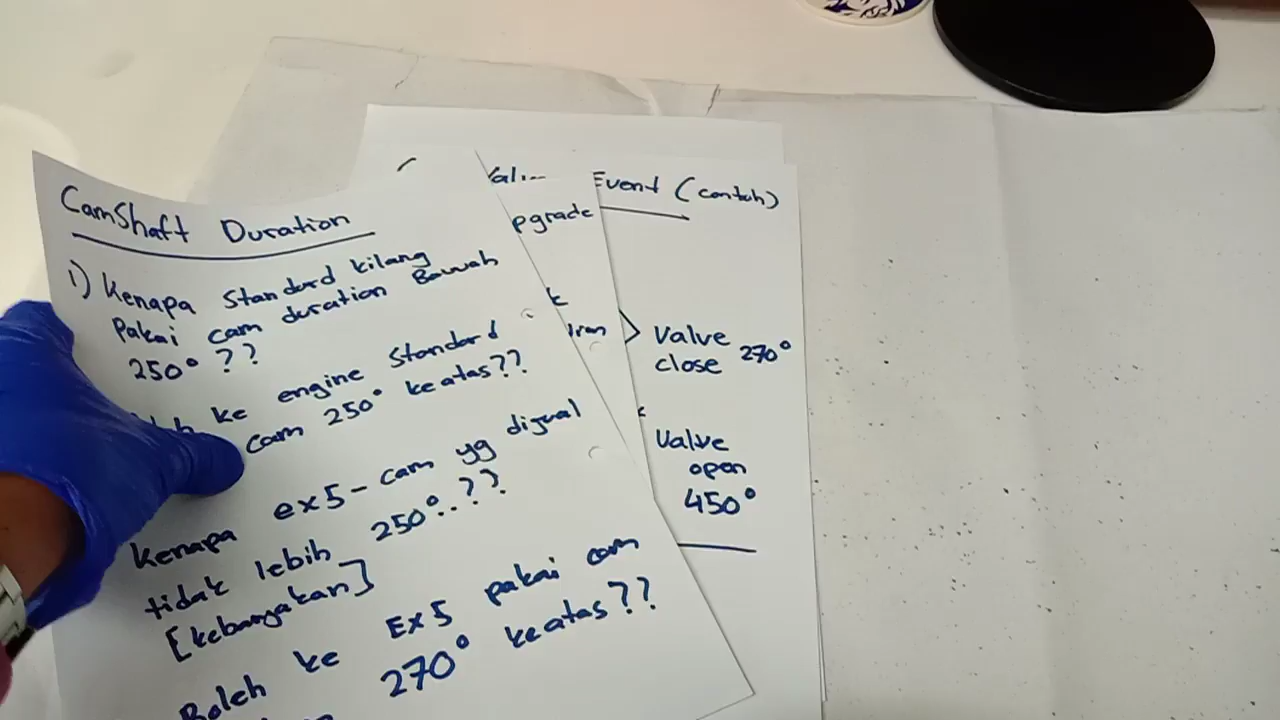 CamShaft Duration
1) Kenapa Standard kilang
Pakai cam duration Bawah
250° ??
ke engine Standard
cam 250° keatas??
Kenapa ex5 - cam yg dijual
tidak lebih 250°..??
[kebanyakan]
Boleh ke EX5 pakai cam
270° keatas??
Event (contoh)
pgrade
Valve
close 270°
Valve
open
450°